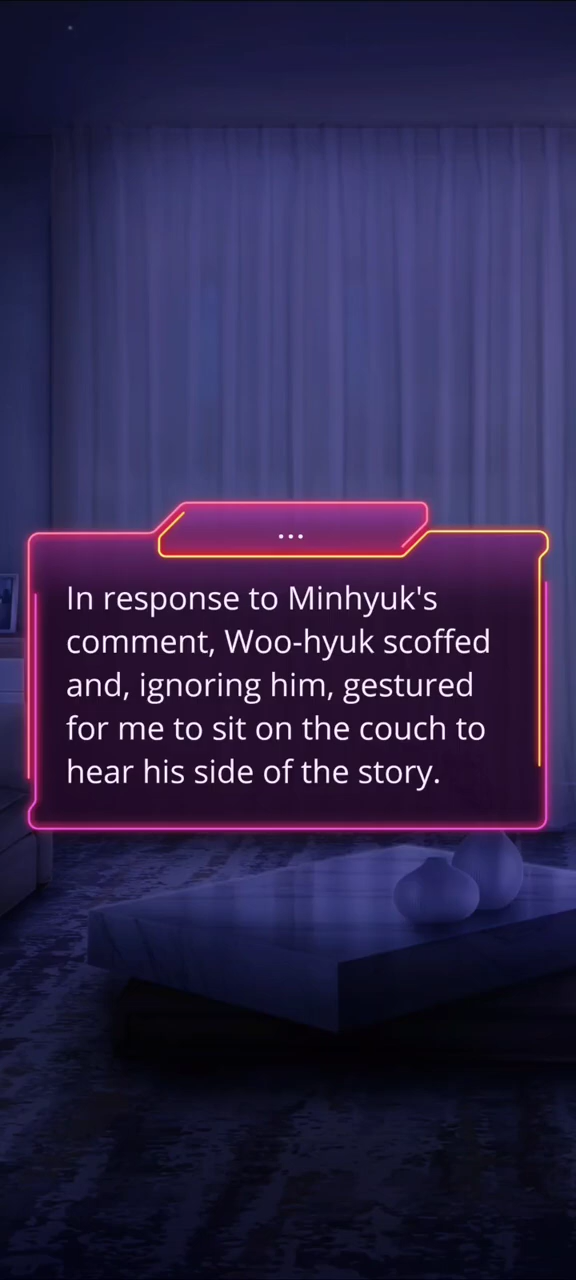 ...
In response to Minhyuk's
comment, Woo-hyuk scoffed
and, ignoring him, gestured
for me to sit on the couch to
hear his side of the story.